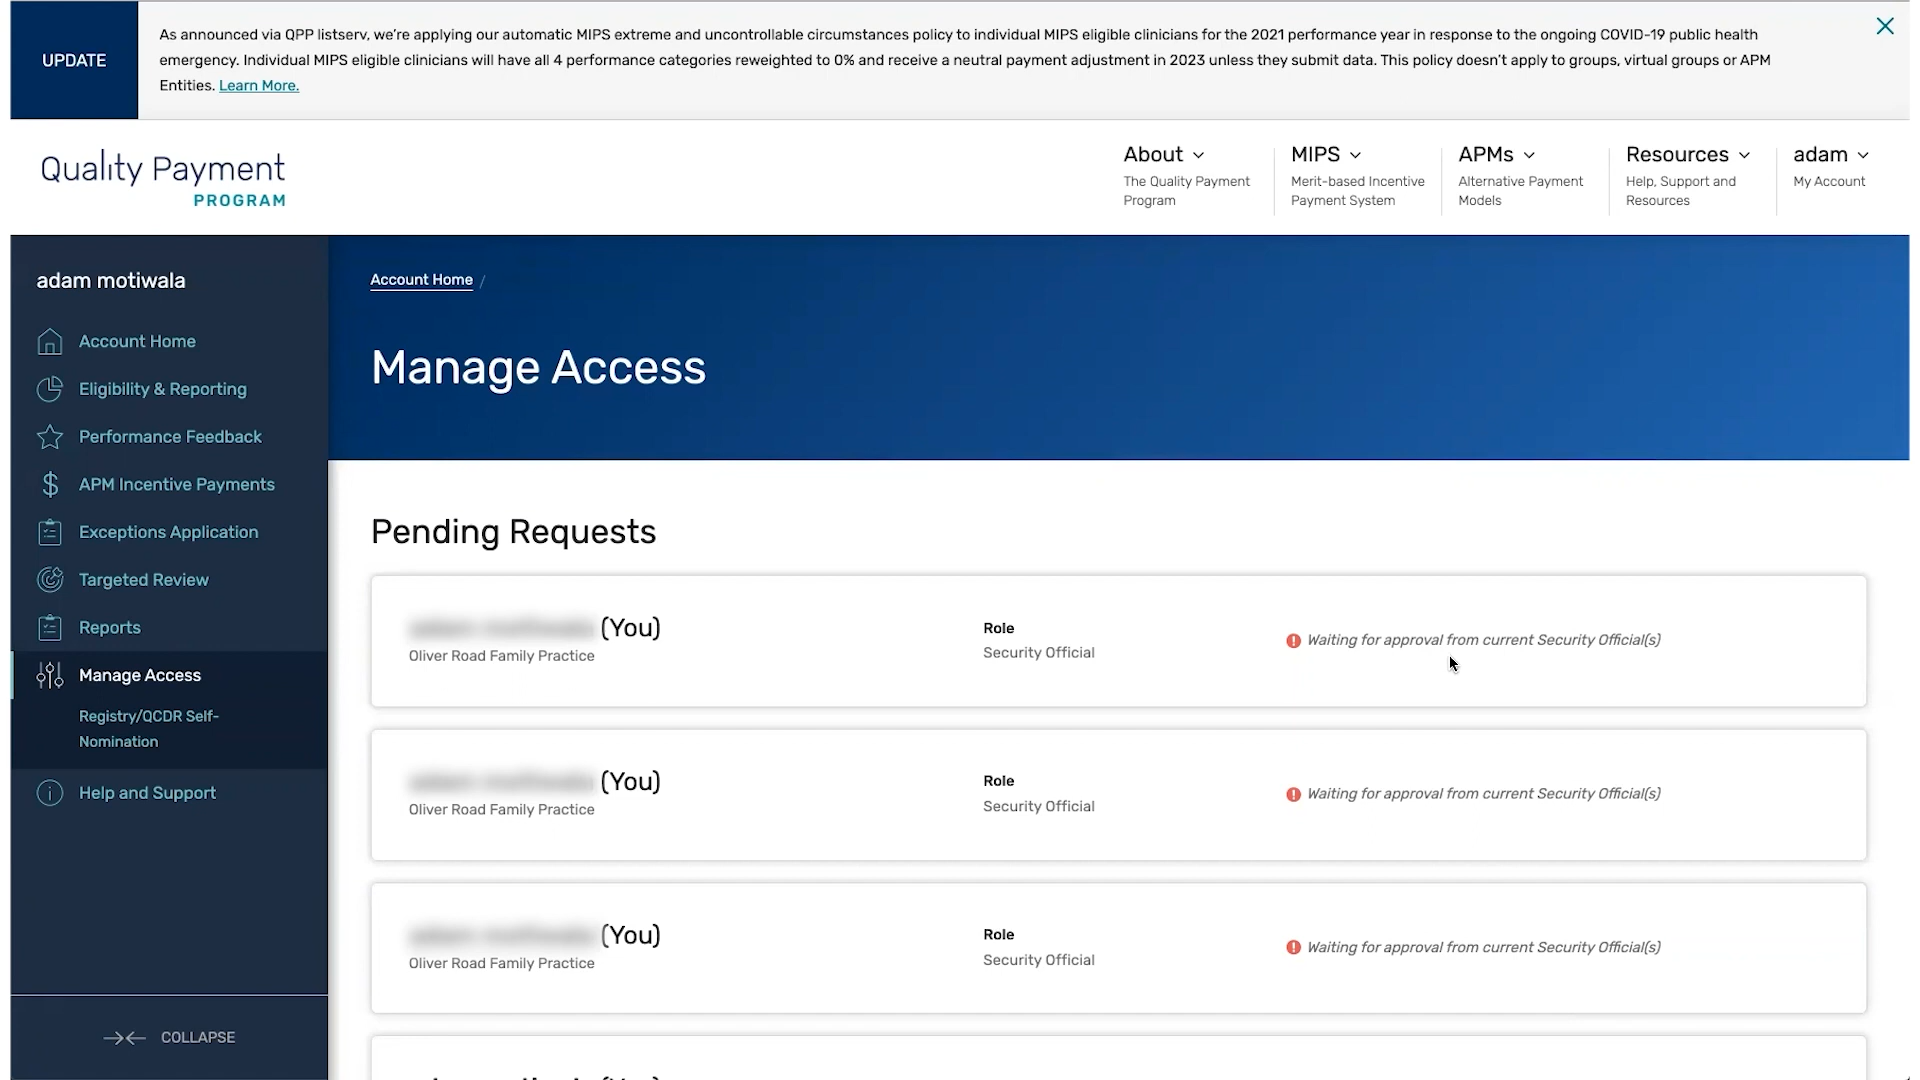 UPDATE
As announced via QPP listserv, we're applying our automatic MIPS extreme and uncontrollable circumstances policy to individual MIPS eligible clinicians for the 2021 performance year in response to the ongoing COVID-19 public health
emergency. Individual MIPS eligible clinicians will have all 4 performance categories reweighted to 0% and receive a neutral payment adjustment in 2023 unless they submit data. This policy doesn't apply to groups, virtual groups or APM
Entities. Learn More.
Quality Payment
PROGRAM
About
The Quality Payment
Program
MIPS
Merit-based Incentive
Payment System
APMs
Alternative Payment
Models
Resources
Help, Support and
Resources
adam
My Account
adam motiwala
Account Home
Eligibility & Reporting
Performance Feedback
APM Incentive Payments
Exceptions Application
Targeted Review
Reports
Manage Access
Registry/QCDR Self-
Nomination
Help and Support
COLLAPSE
Account Home /
Manage Access
Pending Requests
(You)
Oliver Road Family Practice
Role
Security Official
Waiting for approval from current Security Official(s)
(You)
Oliver Road Family Practice
Role
Security Official
Waiting for approval from current Security Official(s)
(You)
Oliver Road Family Practice
Role
Security Official
Waiting for approval from current Security Official(s)